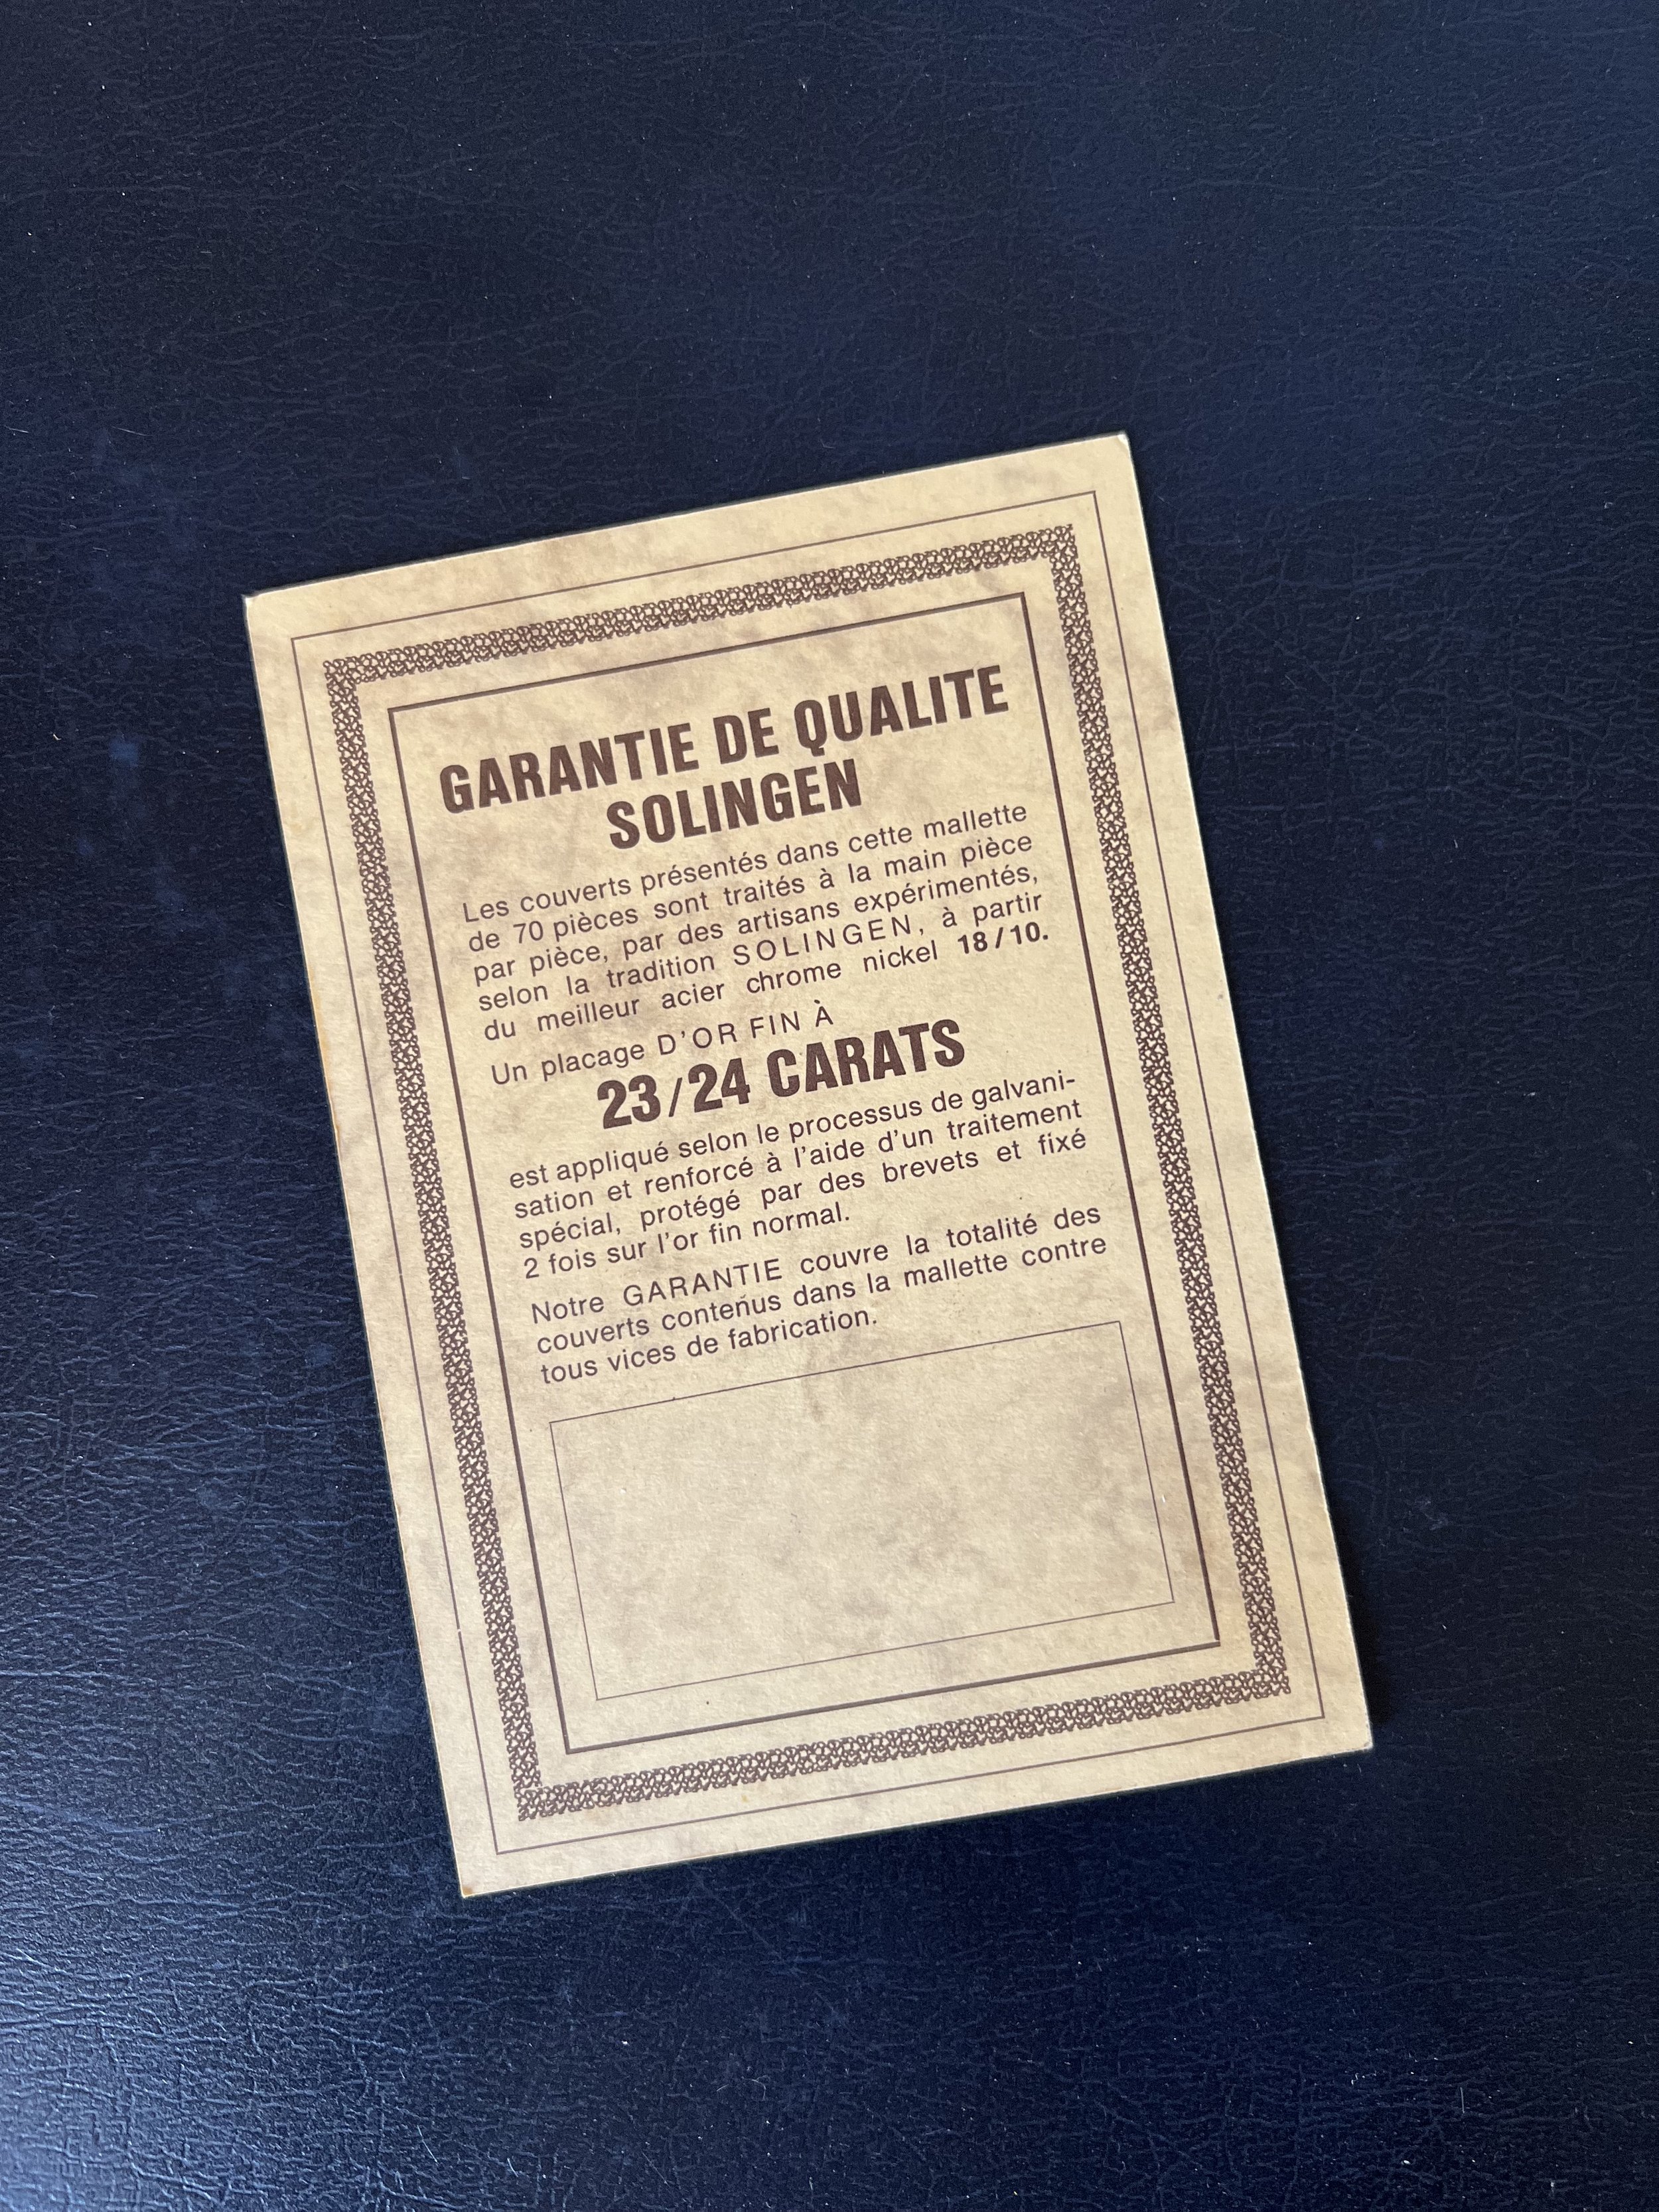 GARANTIE DE QUALITE
SOLINGEN
Les couverts présentés dans cette mallette
de 70 pièces sont traités à la main pièce
par pièce, par des artisans expérimentés,
selon la tradition SOLINGEN, à partir
du meilleur acier chrome nickel 18/10.
Un placage D'OR FIN À
23/24 CARATS
est appliqué selon le processus de galvani-
sation et renforcé à l'aide d'un traitement
spécial, protégé par des brevets et fixé
2 fois sur l'or fin normal.
Notre GARANTIE couvre la totalité des
couverts contenus dans la mallette contre
tous vices de fabrication.